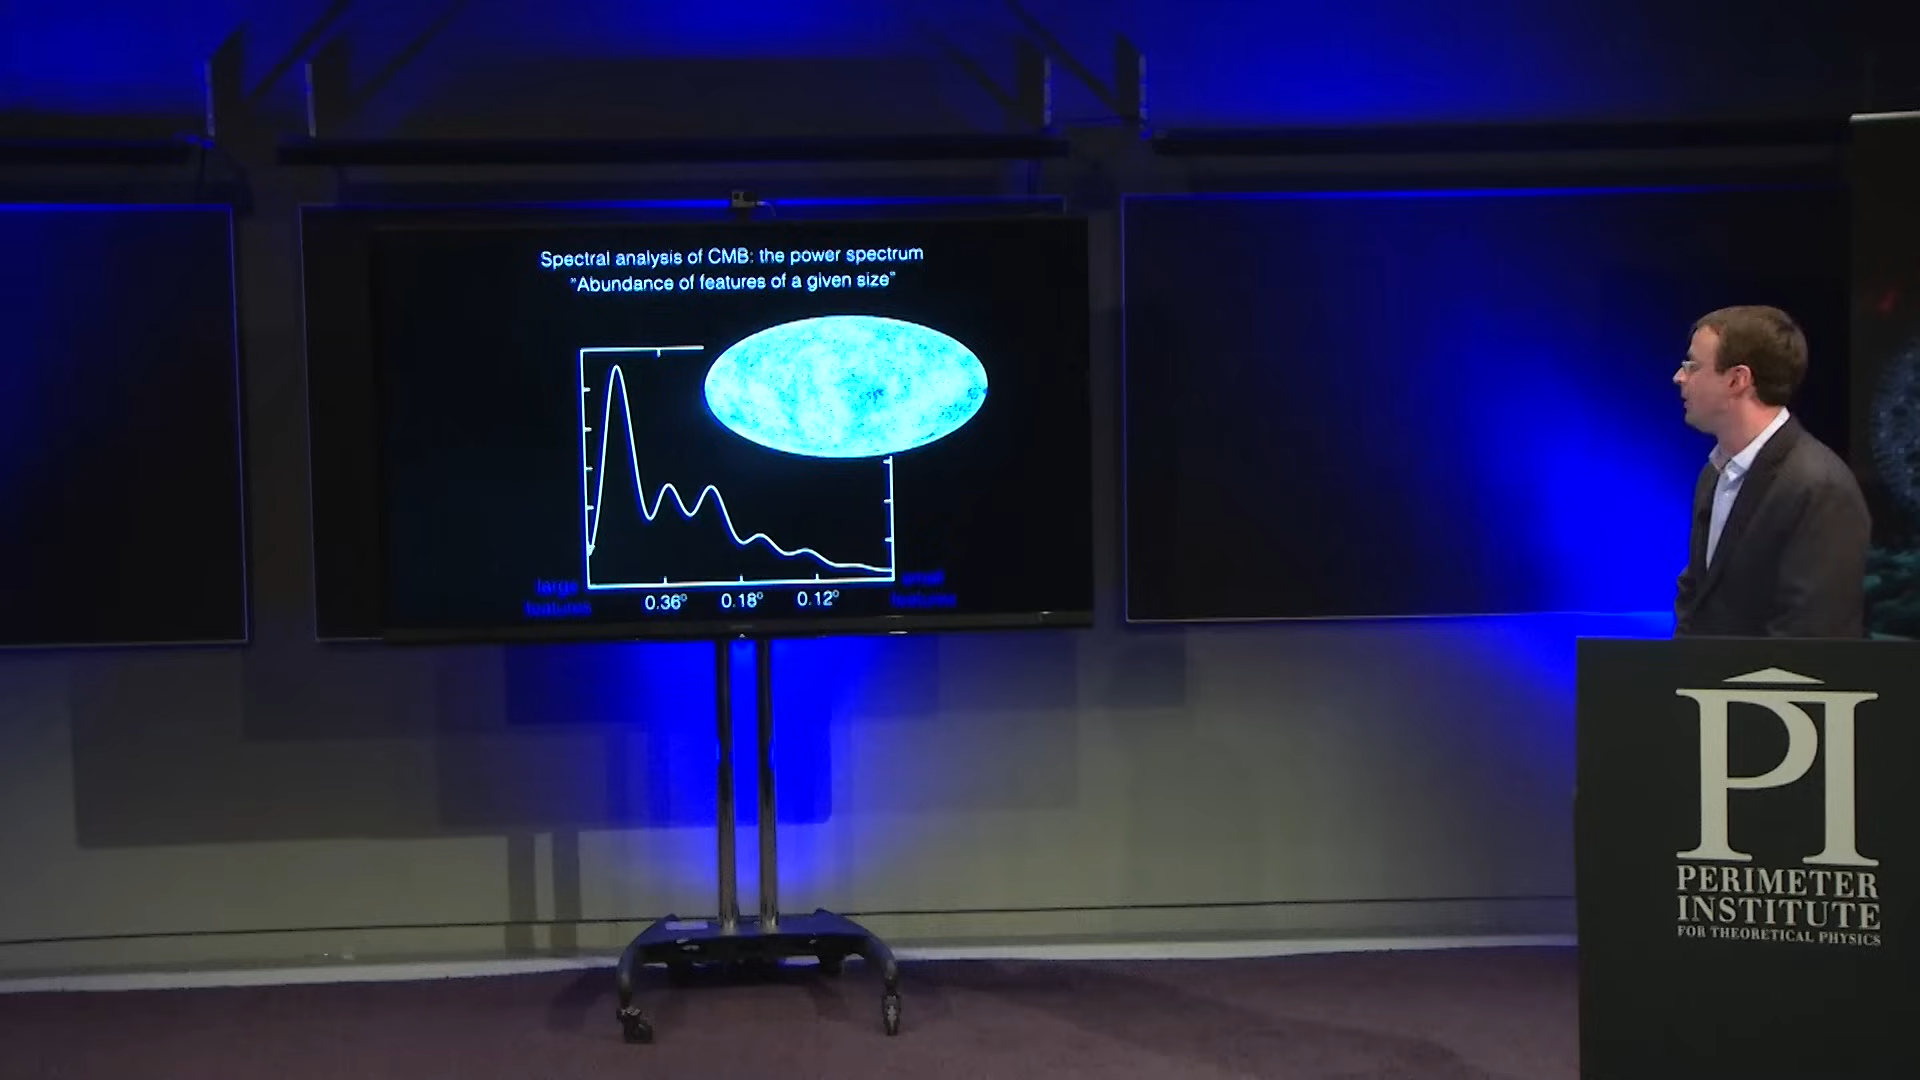 Spectral analysis of CMB: the power spectrum
"Abundance of features of a given size"
large
features
0.36°
0.18°
0.12°
small
features
PI
PERIMETER
INSTITUTE
FOR THEORETICAL PHYSICS